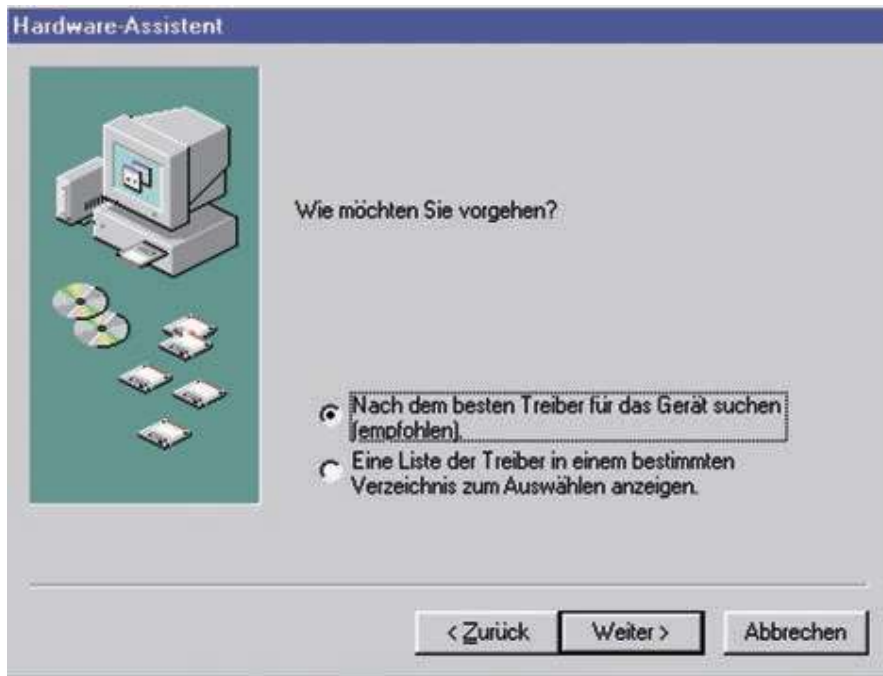 Hardware-Assistent
Wie möchten Sie vorgehen?
Nach dem besten Treiber für das Gerät suchen
(empfohlen).
Eine Liste der Treiber in einem bestimmten
Verzeichnis zum Auswählen anzeigen.
< Zurück Weiter > Abbrechen